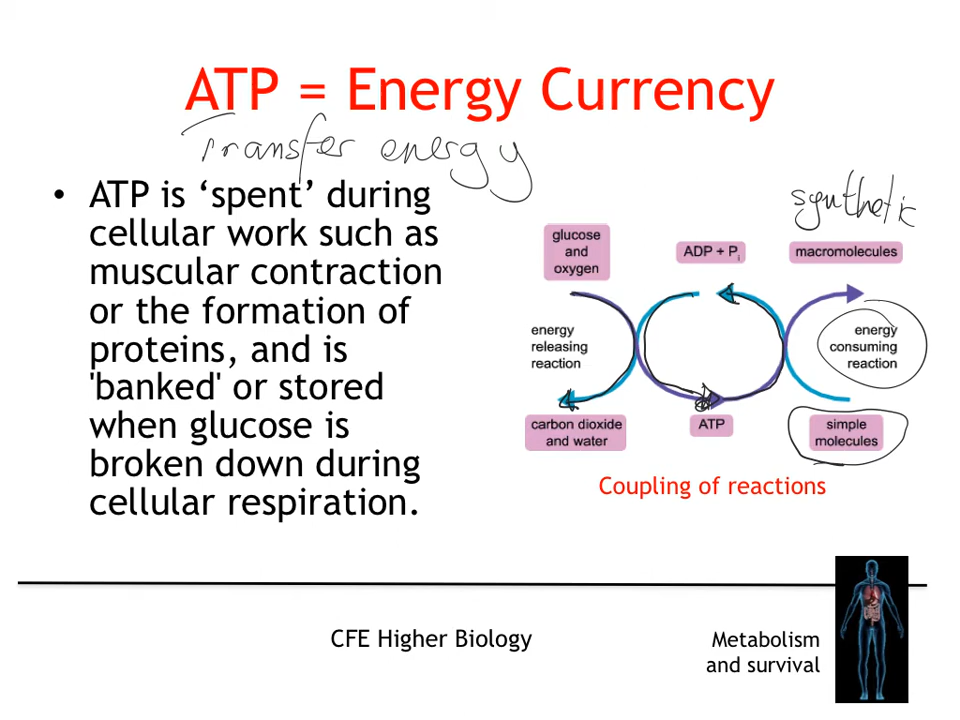 ATP = Energy Currency
Transfer energy
• ATP is ‘spent’ during
cellular work such as
muscular contraction
or the formation of
proteins, and is
'banked' or stored
when glucose is
broken down during
cellular respiration.
synthetic
glucose
and
oxygen
ADP + Pi
macromolecules
energy
releasing
reaction
energy
consuming
reaction
carbon dioxide
and water
ATP
simple
molecules
Coupling of reactions
CFE Higher Biology
Metabolism
and survival